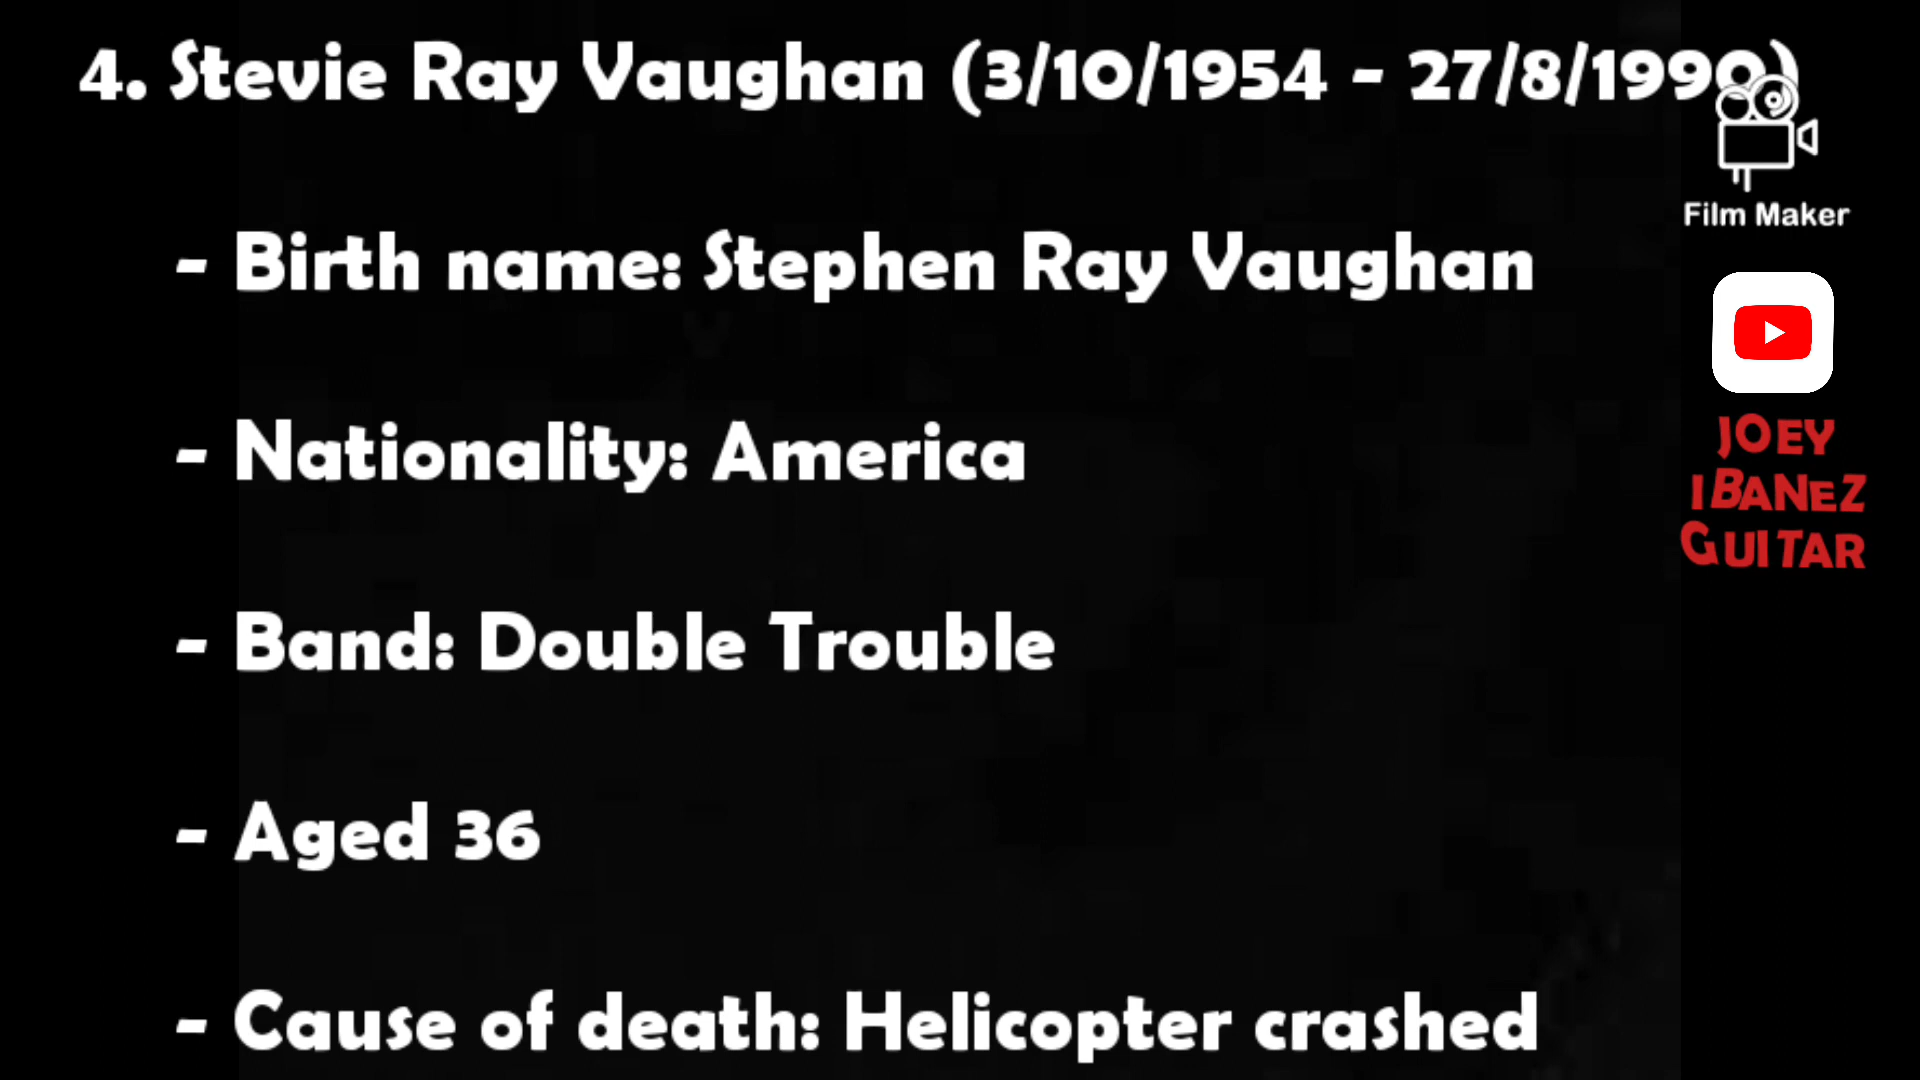 4. Stevie Ray Vaughan (3/10/1954 - 27/8/1990)
Film Maker
- Birth name: Stephen Ray Vaughan
- Nationality: America
JOEY
IBANEZ
GUITAR
- Band: Double Trouble
- Aged 36
- Cause of death: Helicopter crashed